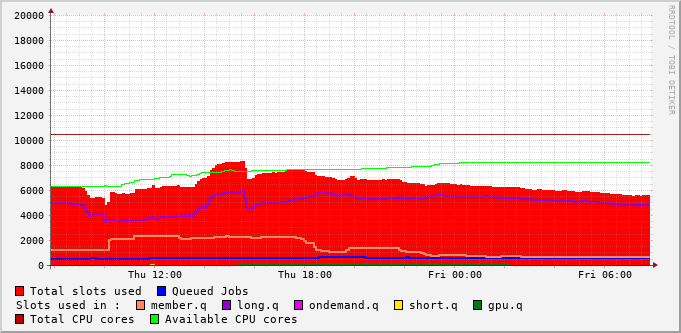 RRDTOOL / TOBI OETIKER
20000
18000
16000
14000
12000
10000
8000
6000
4000
2000
0
Thu 12:00 Thu 18:00 Fri 00:00 Fri 06:00
Total slots used Queued Jobs
Slots used in : member.q long.q ondemand.q short.q gpu.q
Total CPU cores Available CPU cores